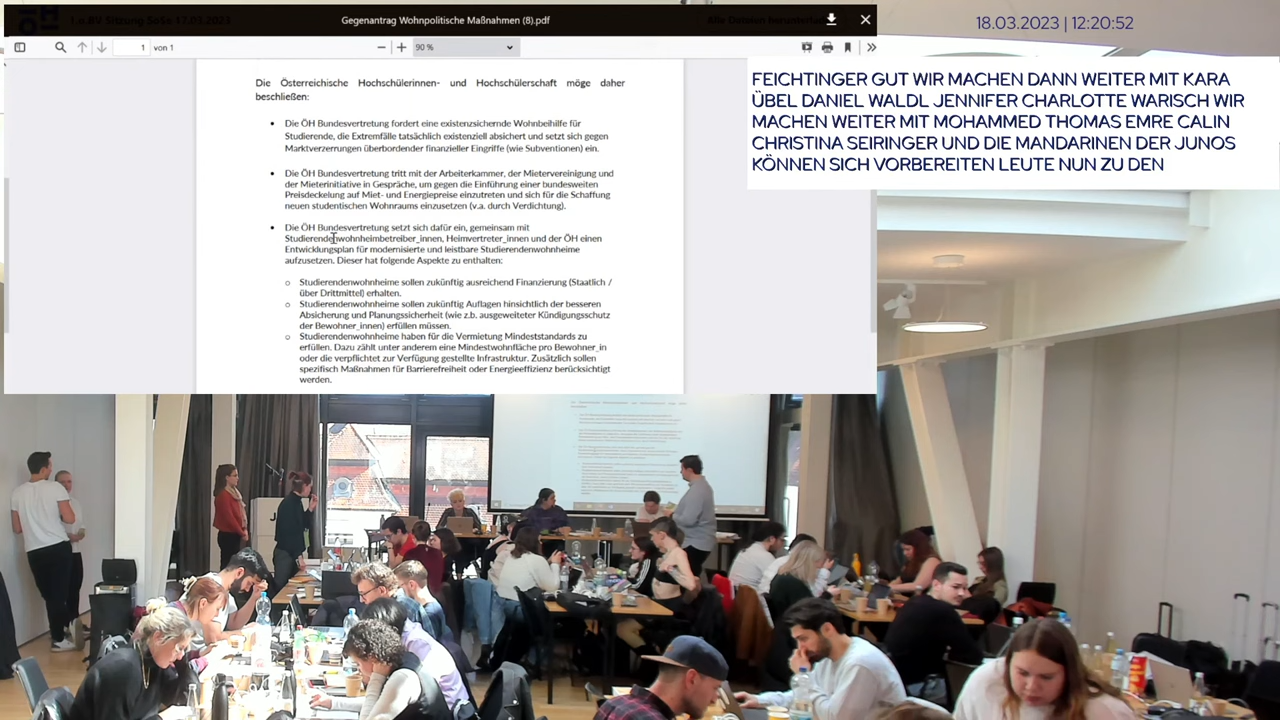 1.o.BV Sitzung SoSe 17.03.2023
Gegenantrag Wohnpolitische Maßnahmen (8).pdf
Alle Dateien herunterladen
18.03.2023 | 12:20:52
1 von 1
90 %
FEICHTINGER GUT WIR MACHEN DANN WEITER MIT KARA
ÜBEL DANIEL WALDL JENNIFER CHARLOTTE WARISCH WIR
MACHEN WEITER MIT MOHAMMED THOMAS EMRE CALIN
CHRISTINA SEIRINGER UND DIE MANDARINEN DER JUNOS
KÖNNEN SICH VORBEREITEN LEUTE NUN ZU DEN
Die Österreichische Hochschülerinnen- und Hochschülerschaft möge daher
beschließen:
• Die ÖH Bundesvertretung fordert eine existenzsichernde Wohnbeihilfe für
Studierende, die Extremfälle tatsächlich existenziell absichert und setzt sich gegen
Marktverzerrungen überbordender finanzieller Eingriffe (wie Subventionen) ein.
• Die ÖH Bundesvertretung tritt mit der Arbeiterkammer, der Mietervereinigung und
der Mieterinitiative in Gespräche, um gegen die Einführung einer bundesweiten
Preisdeckelung auf Miet- und Energiepreise einzutreten und sich für die Schaffung
neuen studentischen Wohnraums einzusetzen (v.a. durch Verdichtung).
• Die ÖH Bundesvertretung setzt sich dafür ein, gemeinsam mit
Studierendenwohnheimbetreiber_innen, Heimvertreter_innen und der ÖH einen
Entwicklungsplan für modernisierte und leistbare Studierendenwohnheime
aufzusetzen. Dieser hat folgende Aspekte zu enthalten:
o Studierendenwohnheime sollen zukünftig ausreichend Finanzierung (Staatlich /
über Drittmittel) erhalten.
o Studierendenwohnheime sollen zukünftig Auflagen hinsichtlich der besseren
Absicherung und Planungssicherheit (wie z.b. ausgeweiteter Kündigungsschutz
der Bewohner_innen) erfüllen müssen.
o Studierendenwohnheime haben für die Vermietung Mindeststandards zu
erfüllen. Dazu zählt unter anderem eine Mindestwohnfläche pro Bewohner_in
oder die verpflichtet zur Verfügung gestellte Infrastruktur. Zusätzlich sollen
spezifisch Maßnahmen für Barrierefreiheit oder Energieeffizienz berücksichtigt
werden.